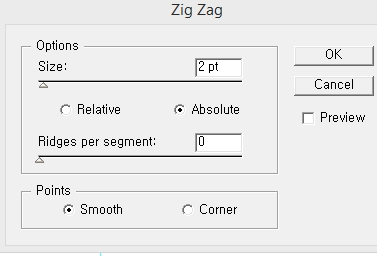 Zig Zag
Options
Size: 2 pt
Relative Absolute
Ridges per segment: 0
Points
Smooth Corner
OK
Cancel
Preview